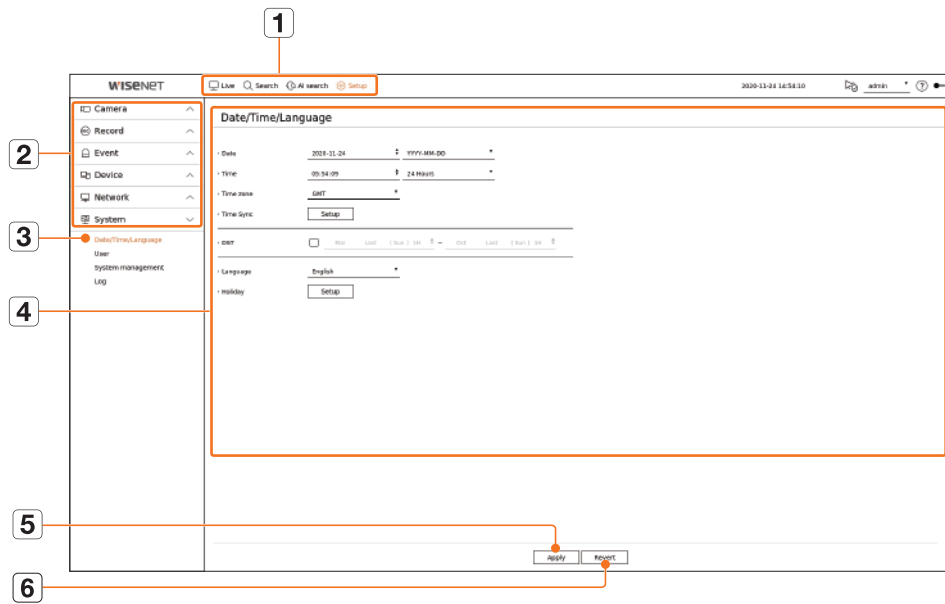 1
WISENET Live Search AI search Setup 2020-11-24 14:54:10 admin ?
Camera
Record
2 Event
Device
Network
System
3 Date/Time/Language
User
System management
Log
4
Date/Time/Language
Date 2020-11-24 YYYY-MM-DD
Time 05:54:09 24 Hours
Time zone GMT
Time Sync Setup
DST Mar Last (Sun) 1H – Oct Last (Sun) 1H
Language English
Holiday Setup
5
Apply Revert
6